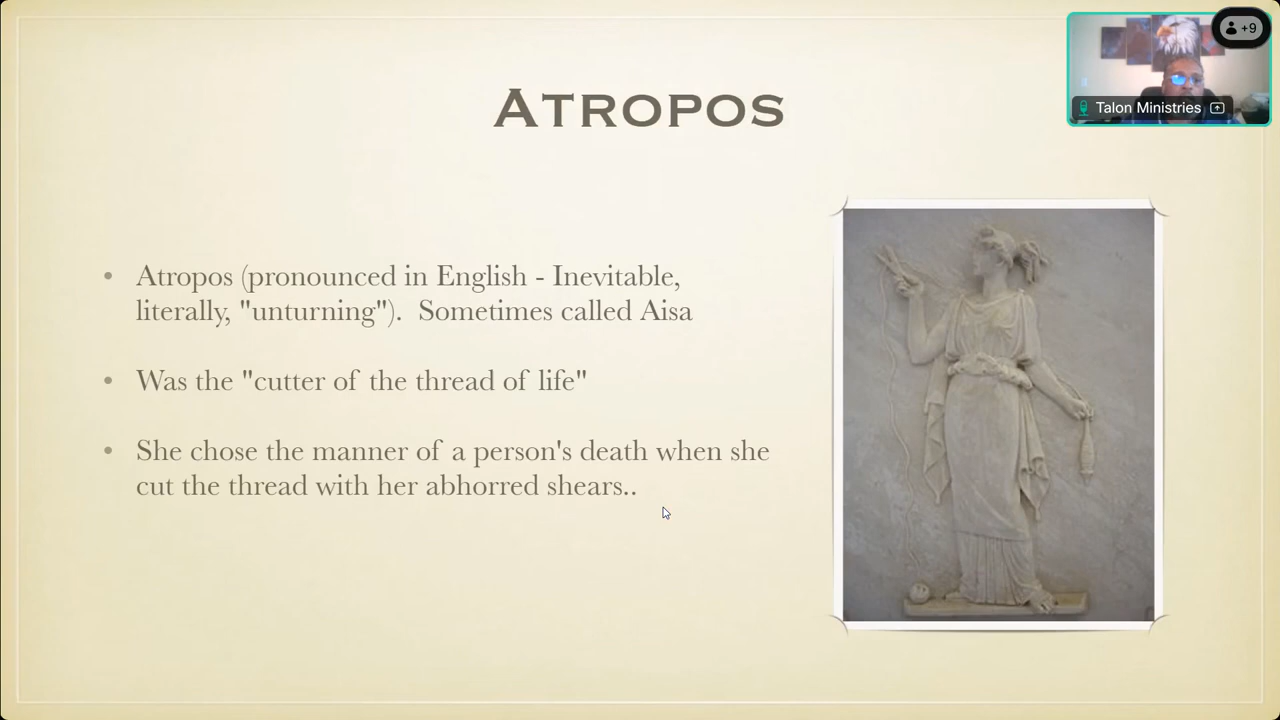 +9
Talon Ministries
ATROPOS
• Atropos (pronounced in English - Inevitable,
literally, "unturning").  Sometimes called Aisa
• Was the "cutter of the thread of life"
• She chose the manner of a person's death when she
cut the thread with her abhorred shears..